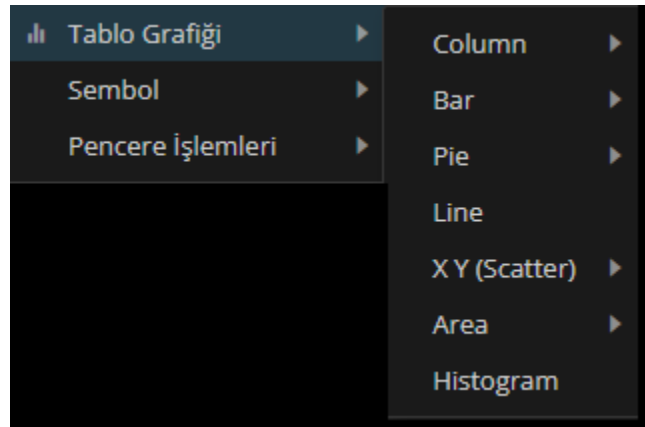 Tablo Grafiği
Sembol
Pencere İşlemleri
Column
Bar
Pie
Line
X Y (Scatter)
Area
Histogram